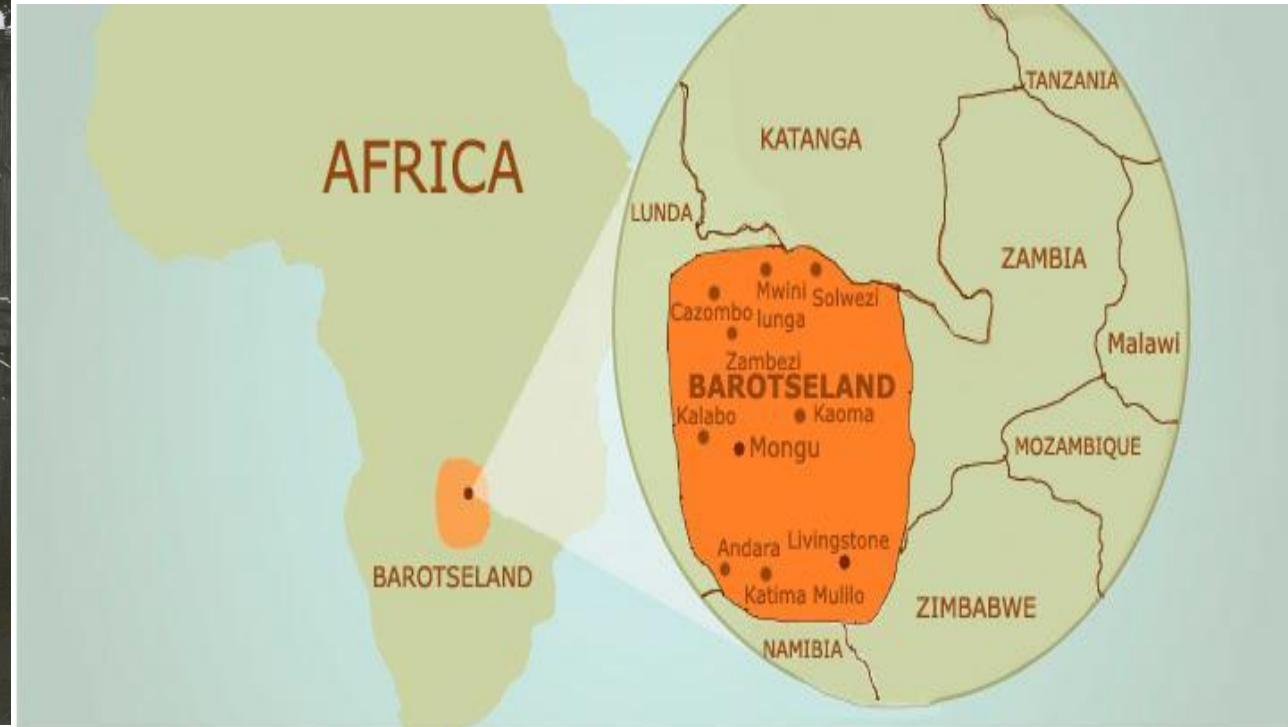 AFRICA
BAROTSELAND
TANZANIA
KATANGA
LUNDA
ZAMBIA
Mwini
Solwezi
Cazombo
lunga
Malawi
Zambezi
BAROTSELAND
Kalabo
Kaoma
Mongu
MOZAMBIQUE
Livingstone
Andara
Katima Mulilo
ZIMBABWE
NAMIBIA